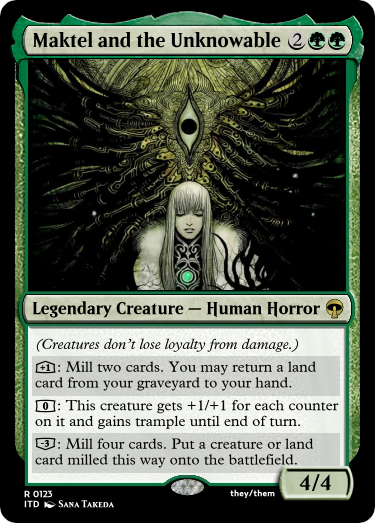 Maktel and the Unknowable 2
Legendary Creature — Human Horror
(Creatures don't lose loyalty from damage.)
+1: Mill two cards. You may return a land
card from your graveyard to your hand.
0: This creature gets +1/+1 for each counter
on it and gains trample until end of turn.
-3: Mill four cards. Put a creature or land
card milled this way onto the battlefield.
4/4
R 0123
ITD SANA TAKEDA
they/them